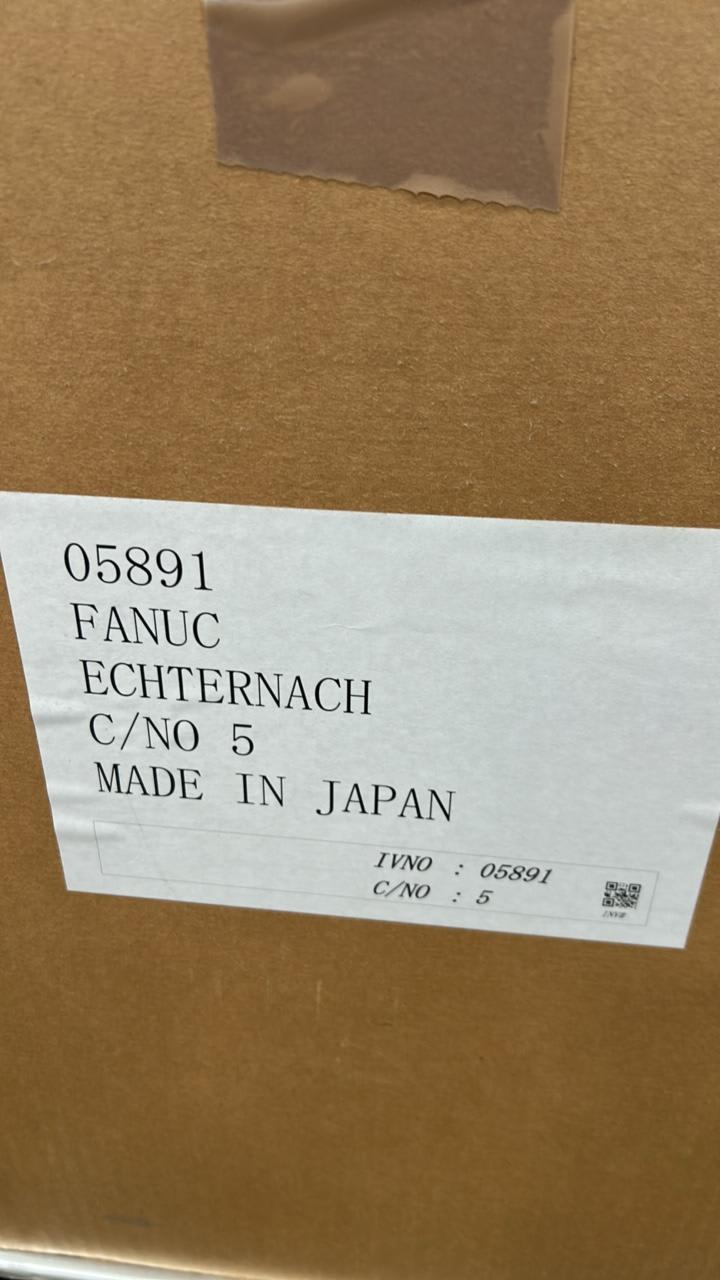 05891
FANUC
ECHTERNACH
C/NO 5
MADE IN JAPAN
IVNO : 05891
C/NO : 5